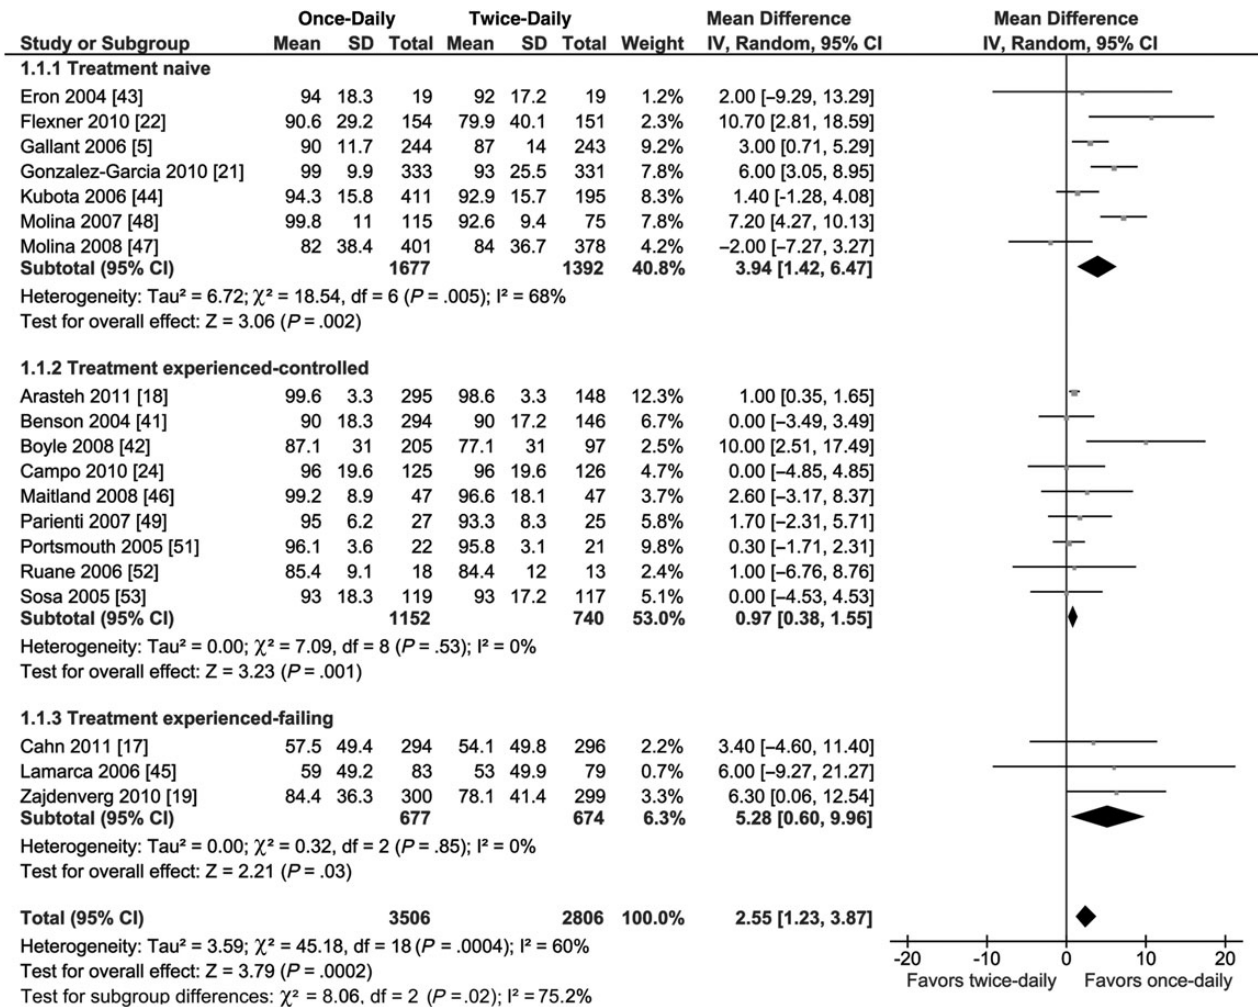 Once-Daily Twice-Daily Mean Difference Mean Difference
Study or Subgroup Mean SD Total Mean SD Total Weight IV, Random, 95% CI IV, Random, 95% CI
1.1.1 Treatment naive
Eron 2004 [43] 94 18.3 19 92 17.2 19 1.2% 2.00 [–9.29, 13.29]
Flexner 2010 [22] 90.6 29.2 154 79.9 40.1 151 2.3% 10.70 [2.81, 18.59]
Gallant 2006 [5] 90 11.7 244 87 14 243 9.2% 3.00 [0.71, 5.29]
Gonzalez-Garcia 2010 [21] 99 9.9 333 93 25.5 331 7.8% 6.00 [3.05, 8.95]
Kubota 2006 [44] 94.3 15.8 411 92.9 15.7 195 8.3% 1.40 [–1.28, 4.08]
Molina 2007 [48] 99.8 11 115 92.6 9.4 75 7.8% 7.20 [4.27, 10.13]
Molina 2008 [47] 82 38.4 401 84 36.7 378 4.2% –2.00 [–7.27, 3.27]
Subtotal (95% CI) 1677 1392 40.8% 3.94 [1.42, 6.47]
Heterogeneity: Tau² = 6.72; χ² = 18.54, df = 6 (P = .005); I² = 68%
Test for overall effect: Z = 3.06 (P = .002)
1.1.2 Treatment experienced-controlled
Arasteh 2011 [18] 99.6 3.3 295 98.6 3.3 148 12.3% 1.00 [0.35, 1.65]
Benson 2004 [41] 90 18.3 294 90 17.2 146 6.7% 0.00 [–3.49, 3.49]
Boyle 2008 [42] 87.1 31 205 77.1 31 97 2.5% 10.00 [2.51, 17.49]
Campo 2010 [24] 96 19.6 125 96 19.6 126 4.7% 0.00 [–4.85, 4.85]
Maitland 2008 [46] 99.2 8.9 47 96.6 18.1 47 3.7% 2.60 [–3.17, 8.37]
Parienti 2007 [49] 95 6.2 27 93.3 8.3 25 5.8% 1.70 [–2.31, 5.71]
Portsmouth 2005 [51] 96.1 3.6 22 95.8 3.1 21 9.8% 0.30 [–1.71, 2.31]
Ruane 2006 [52] 85.4 9.1 18 84.4 12 13 2.4% 1.00 [–6.76, 8.76]
Sosa 2005 [53] 93 18.3 119 93 17.2 117 5.1% 0.00 [–4.53, 4.53]
Subtotal (95% CI) 1152 740 53.0% 0.97 [0.38, 1.55]
Heterogeneity: Tau² = 0.00; χ² = 7.09, df = 8 (P = .53); I² = 0%
Test for overall effect: Z = 3.23 (P = .001)
1.1.3 Treatment experienced-failing
Cahn 2011 [17] 57.5 49.4 294 54.1 49.8 296 2.2% 3.40 [–4.60, 11.40]
Lamarca 2006 [45] 59 49.2 83 53 49.9 79 0.7% 6.00 [–9.27, 21.27]
Zajdenverg 2010 [19] 84.4 36.3 300 78.1 41.4 299 3.3% 6.30 [0.06, 12.54]
Subtotal (95% CI) 677 674 6.3% 5.28 [0.60, 9.96]
Heterogeneity: Tau² = 0.00; χ² = 0.32, df = 2 (P = .85); I² = 0%
Test for overall effect: Z = 2.21 (P = .03)
Total (95% CI) 3506 2806 100.0% 2.55 [1.23, 3.87]
Heterogeneity: Tau² = 3.59; χ² = 45.18, df = 18 (P = .0004); I² = 60%
Test for overall effect: Z = 3.79 (P = .0002)
Test for subgroup differences: χ² = 8.06, df = 2 (P = .02); I² = 75.2%
-20 -10 0 10 20
Favors twice-daily Favors once-daily